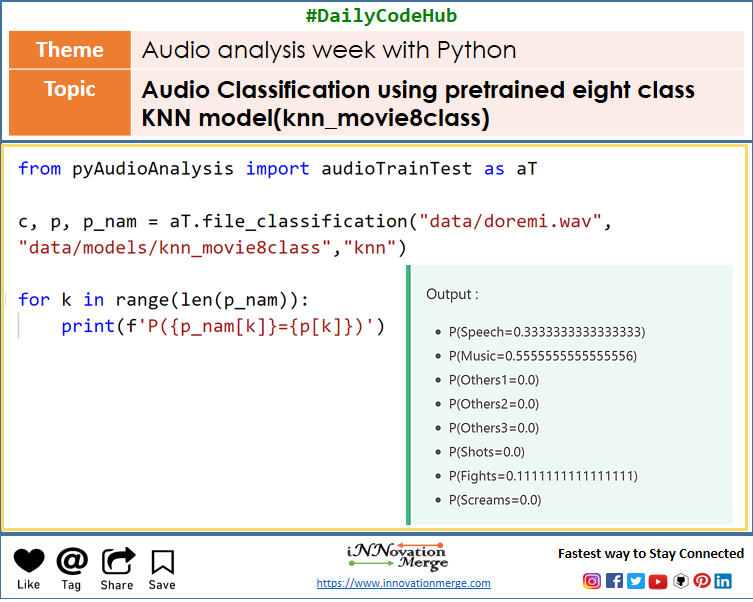 #DailyCodeHub
Theme
Audio analysis week with Python
Topic
Audio Classification using pretrained eight class
KNN model(knn_movie8class)
from pyAudioAnalysis import audioTrainTest as aT
c, p, p_nam = aT.file_classification("data/doremi.wav",
"data/models/knn_movie8class","knn")
for k in range(len(p_nam)):
    print(f'P({p_nam[k]}={p[k]})')
Output :
• P(Speech=0.3333333333333333)
• P(Music=0.5555555555555556)
• P(Others1=0.0)
• P(Others2=0.0)
• P(Others3=0.0)
• P(Shots=0.0)
• P(Fights=0.1111111111111111)
• P(Screams=0.0)
Like
Tag
Share
Save
iNNovation
Merge
https://www.innovationmerge.com
Fastest way to Stay Connected